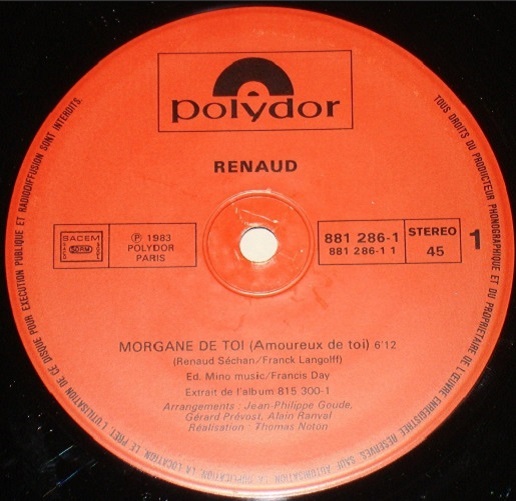 polydor
RENAUD
SACEM
SDRM
Ⓟ 1983
POLYDOR
PARIS
881 286-1
881 286-1 1
STEREO
45
1
MORGANE DE TOI (Amoureux de toi) 6'12
(Renaud Séchan/Franck Langolff)
Ed. Mino music/Francis Day
Extrait de l'album 815 300-1
Arrangements : Jean-Philippe Goude,
Gérard Prévost, Alain Ranval
Réalisation : Thomas Noton
TOUS DROITS DU PRODUCTEUR PHONOGRAPHIQUE ET DU PROPRIETAIRE DE L'ŒUVRE ENREGISTREE RESERVES. SAUF AUTORISATION LA DUPLICATION, LA LOCATION, LE PRET, L'UTILISATION DE CE DISQUE POUR EXECUTION PUBLIQUE ET RADIODIFFUSION SONT INTERDITS.